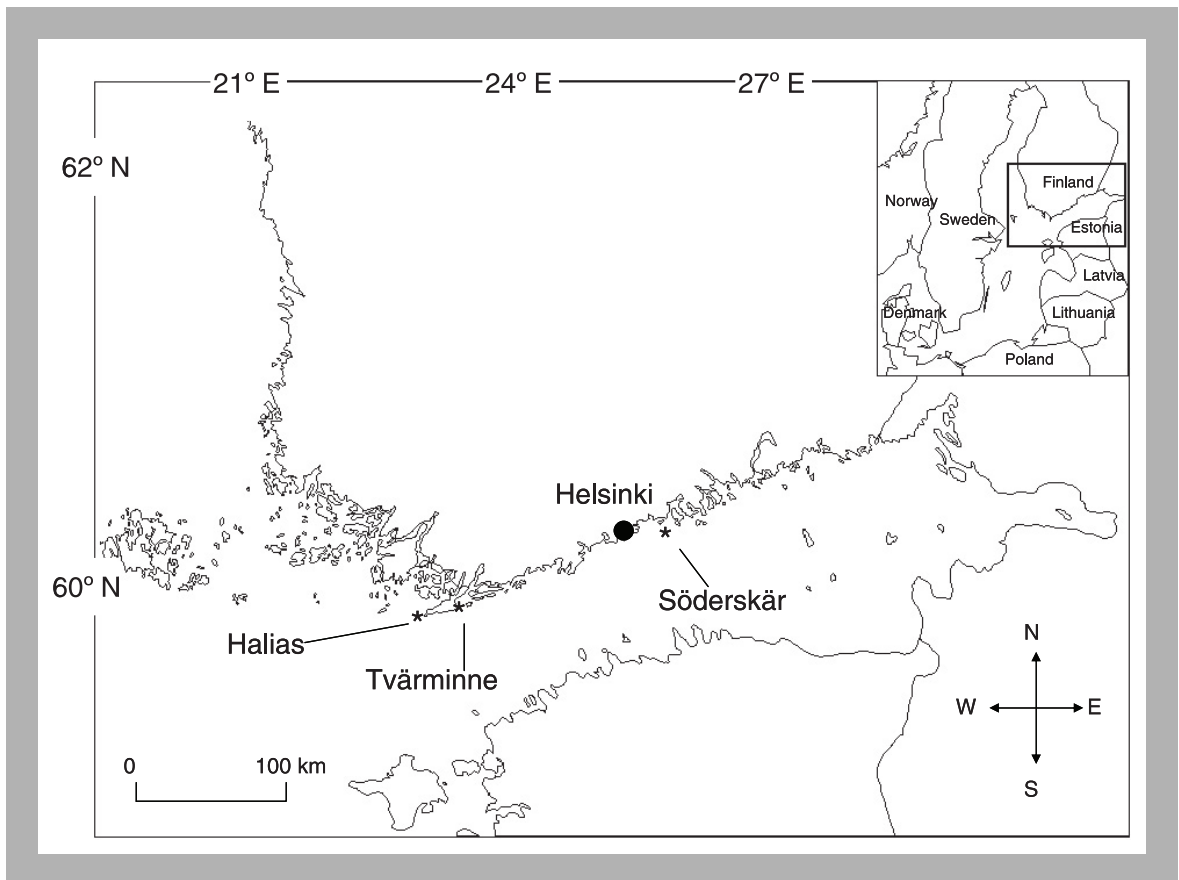 21° E
24° E
27° E
62° N
Norway
Sweden
Finland
Estonia
Latvia
Denmark
Lithuania
Poland
Helsinki
60° N
Söderskär
Halias
Tvärminne
N
W
E
S
0
100 km